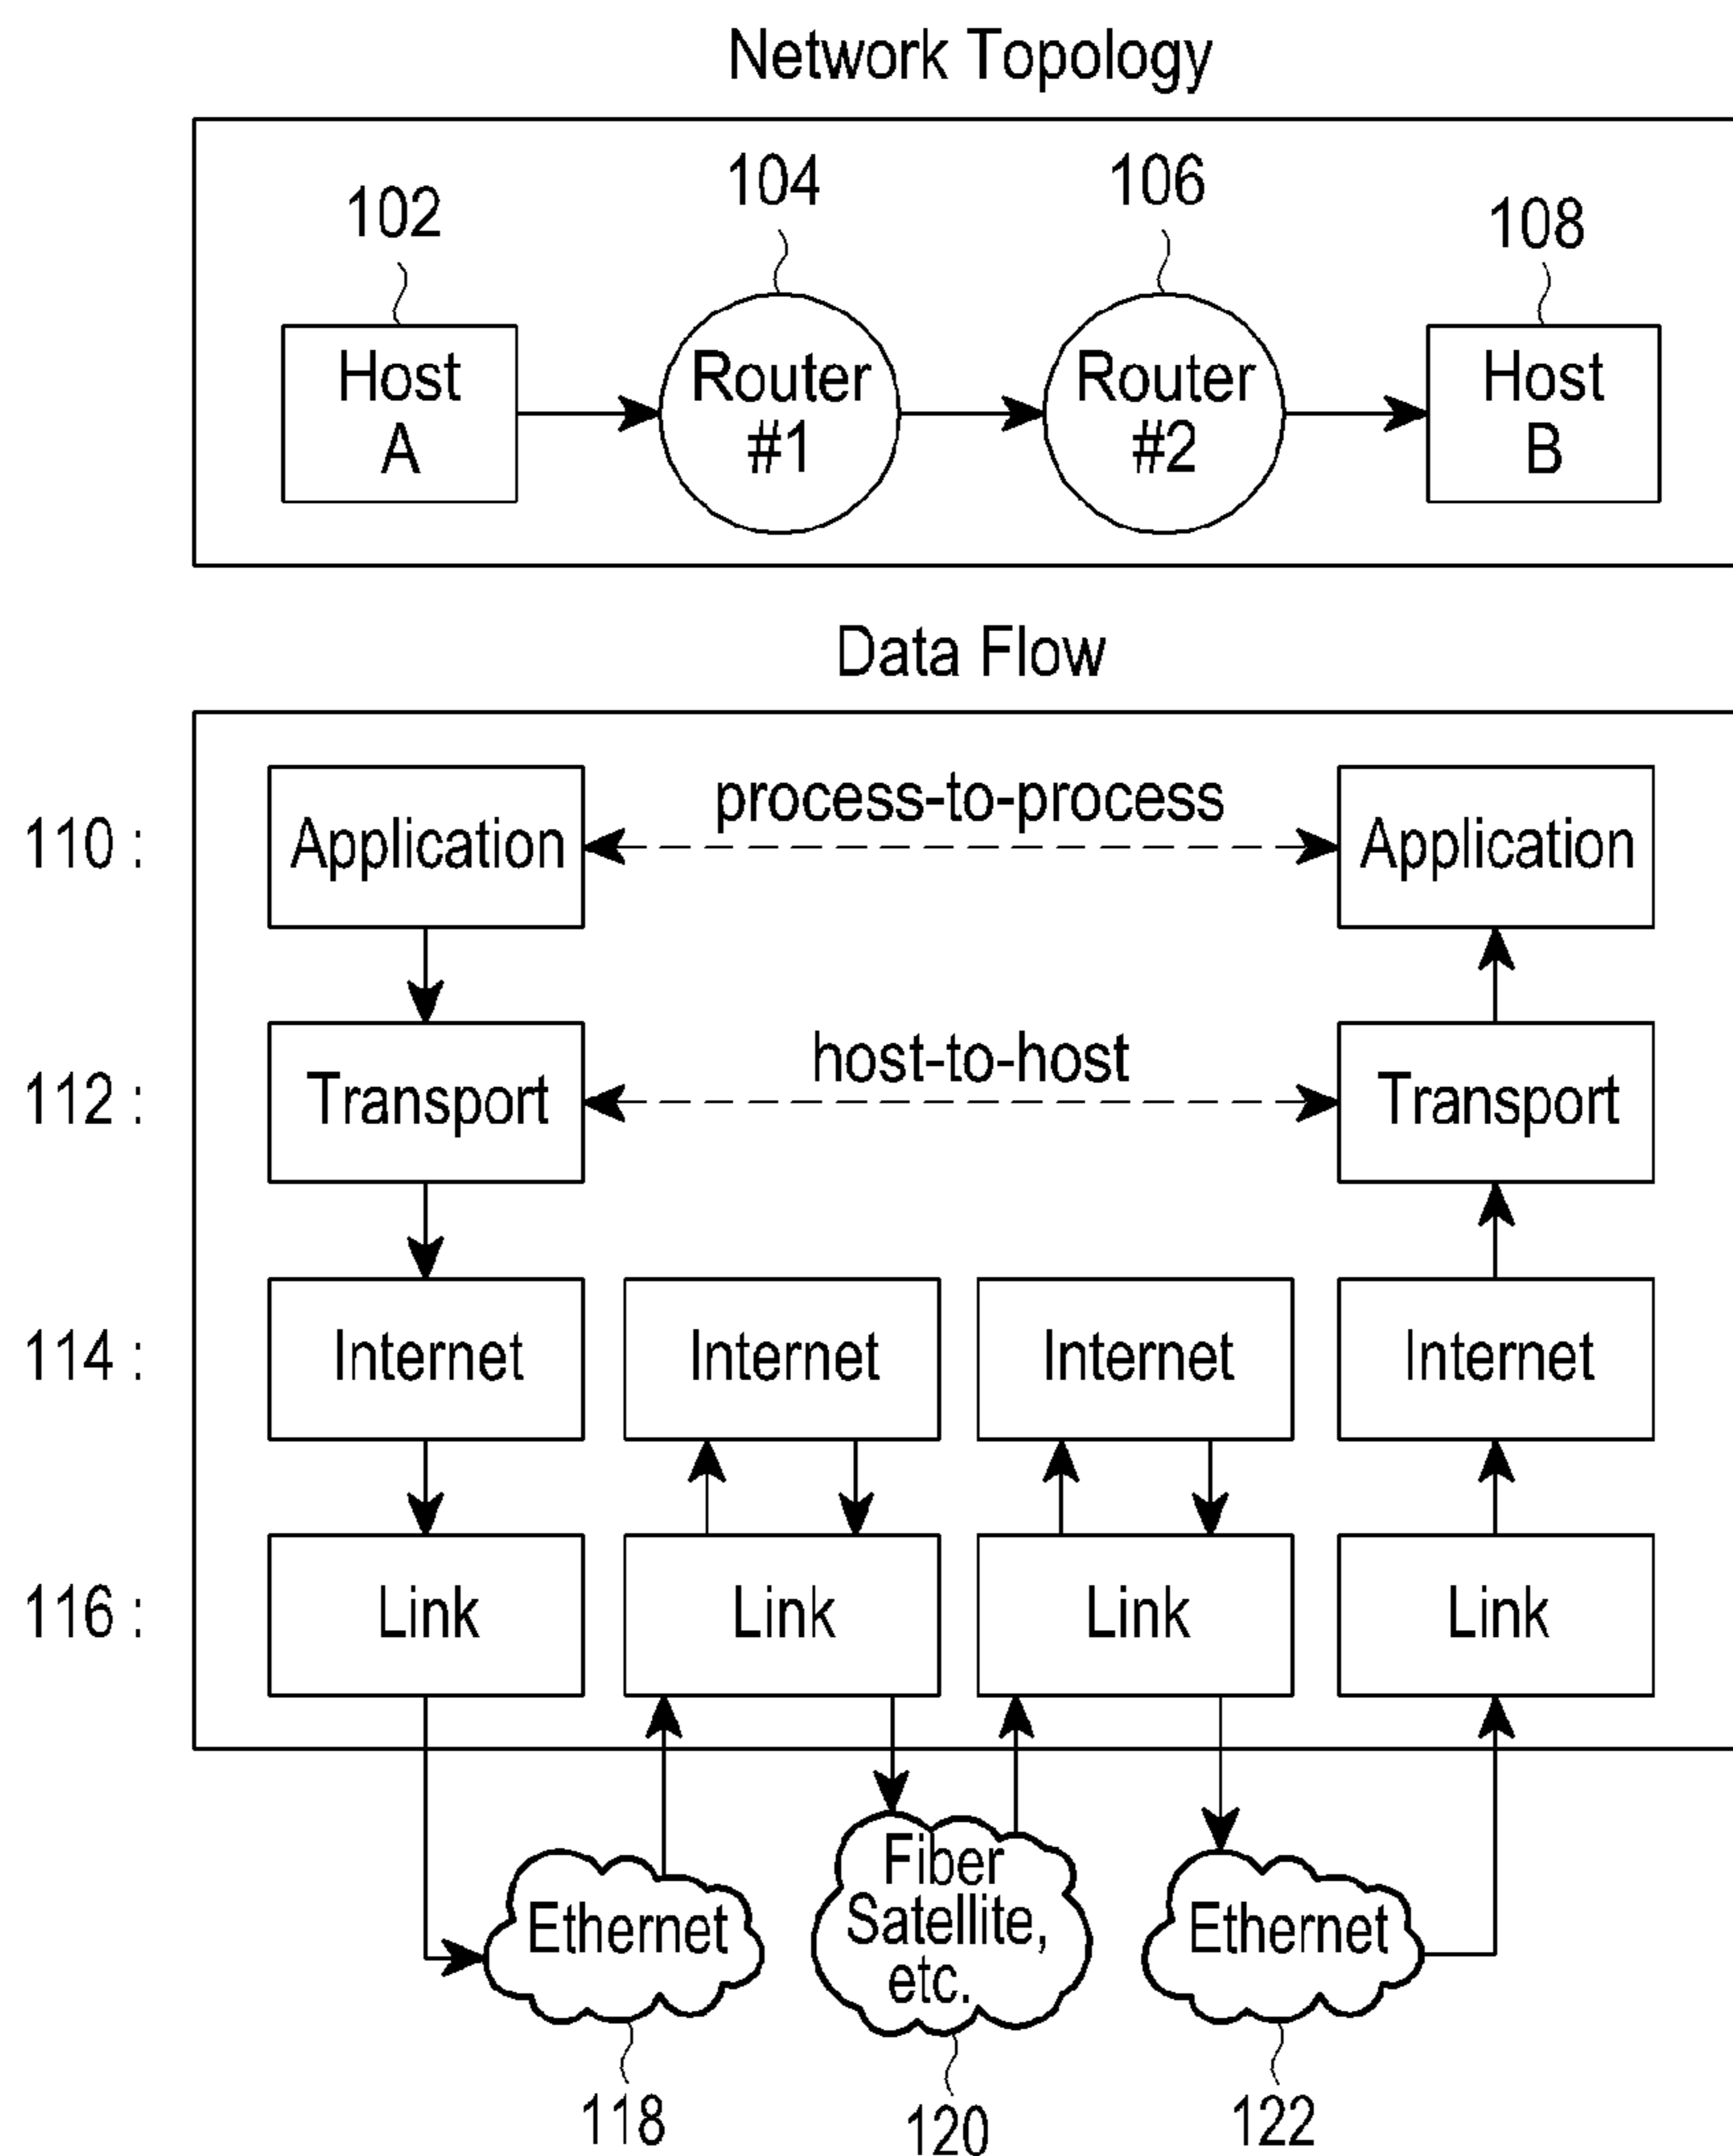 Network Topology
102
104
106
108
Host
A
Router
#1
Router
#2
Host
B
Data Flow
110 :
Application
process-to-process
Application
112 :
Transport
host-to-host
Transport
114 :
Internet
Internet
Internet
Internet
116 :
Link
Link
Link
Link
Ethernet
Fiber
Satellite,
etc.
Ethernet
118
120
122